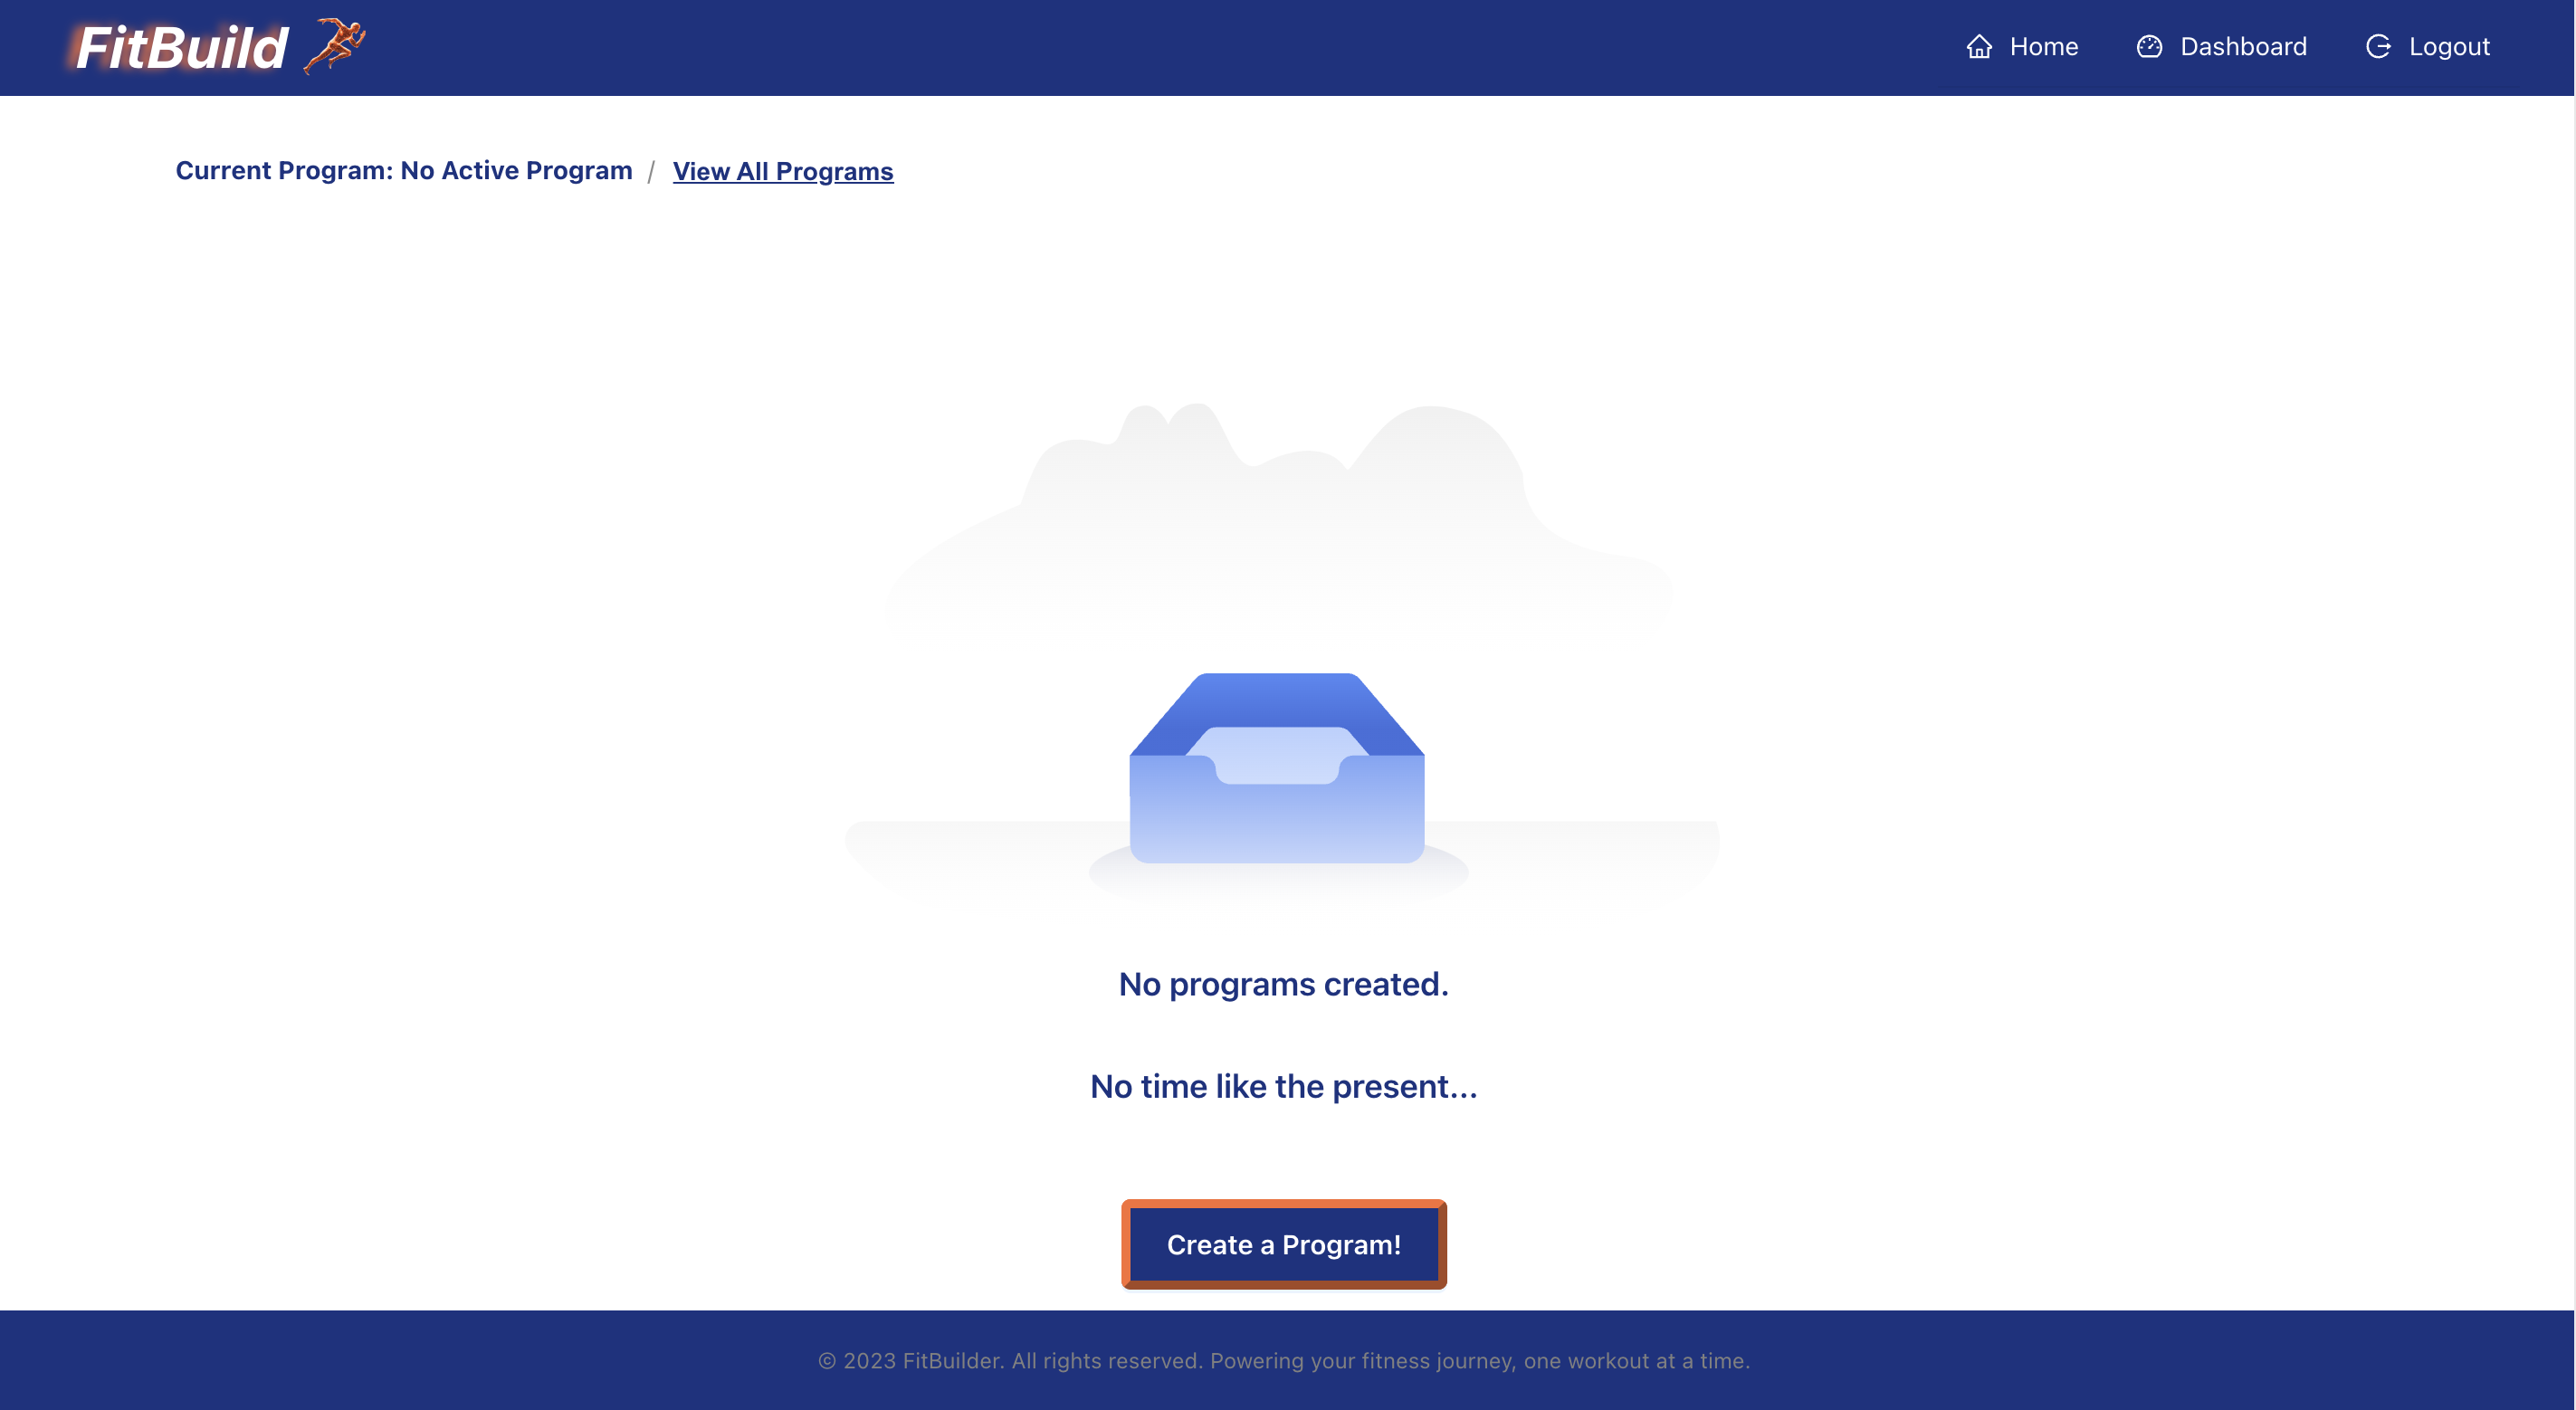 FitBuild
Home Dashboard Logout
Current Program: No Active Program / View All Programs
No programs created.
No time like the present...
Create a Program!
© 2023 FitBuilder. All rights reserved. Powering your fitness journey, one workout at a time.